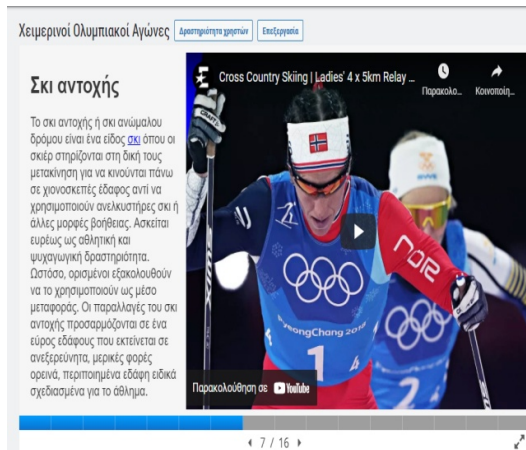 Χειμερινοί Ολυμπιακοί Αγώνες
Δραστηριότητα χρηστών
Επεξεργασία
Σκι αντοχής
Το σκι αντοχής ή σκι ανώμαλου
δρόμου είναι ένα είδος σκι όπου οι
σκιέρ στηρίζονται στη δική τους
μετακίνηση για να κινούνται πάνω
σε χιονοσκεπές έδαφος αντί να
χρησιμοποιούν ανελκυστήρες σκι ή
άλλες μορφές βοήθειας. Ασκείται
ευρέως ως αθλητική και
ψυχαγωγική δραστηριότητα.
Ωστόσο, ορισμένοι εξακολουθούν
να το χρησιμοποιούν ως μέσο
μεταφοράς. Οι παραλλαγές του σκι
αντοχής προσαρμόζονται σε ένα
εύρος εδάφους που εκτείνεται σε
ανεξερεύνητα, μερικές φορές
ορεινά, περιποιημένα εδάφη ειδικά
σχεδιασμένα για το άθλημα.
Cross Country Skiing | Ladies' 4 x 5km Relay ...
Παρακολο...
Κοινοποίη...
NOR
PyeongChang 2018
1
4
2
Παρακολούθηση σε YouTube
7 / 16